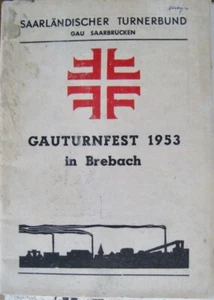 SAARLÄNDISCHER TURNERBUND
GAU SAARBRÜCKEN
GAUTURNFEST 1953
in Brebach